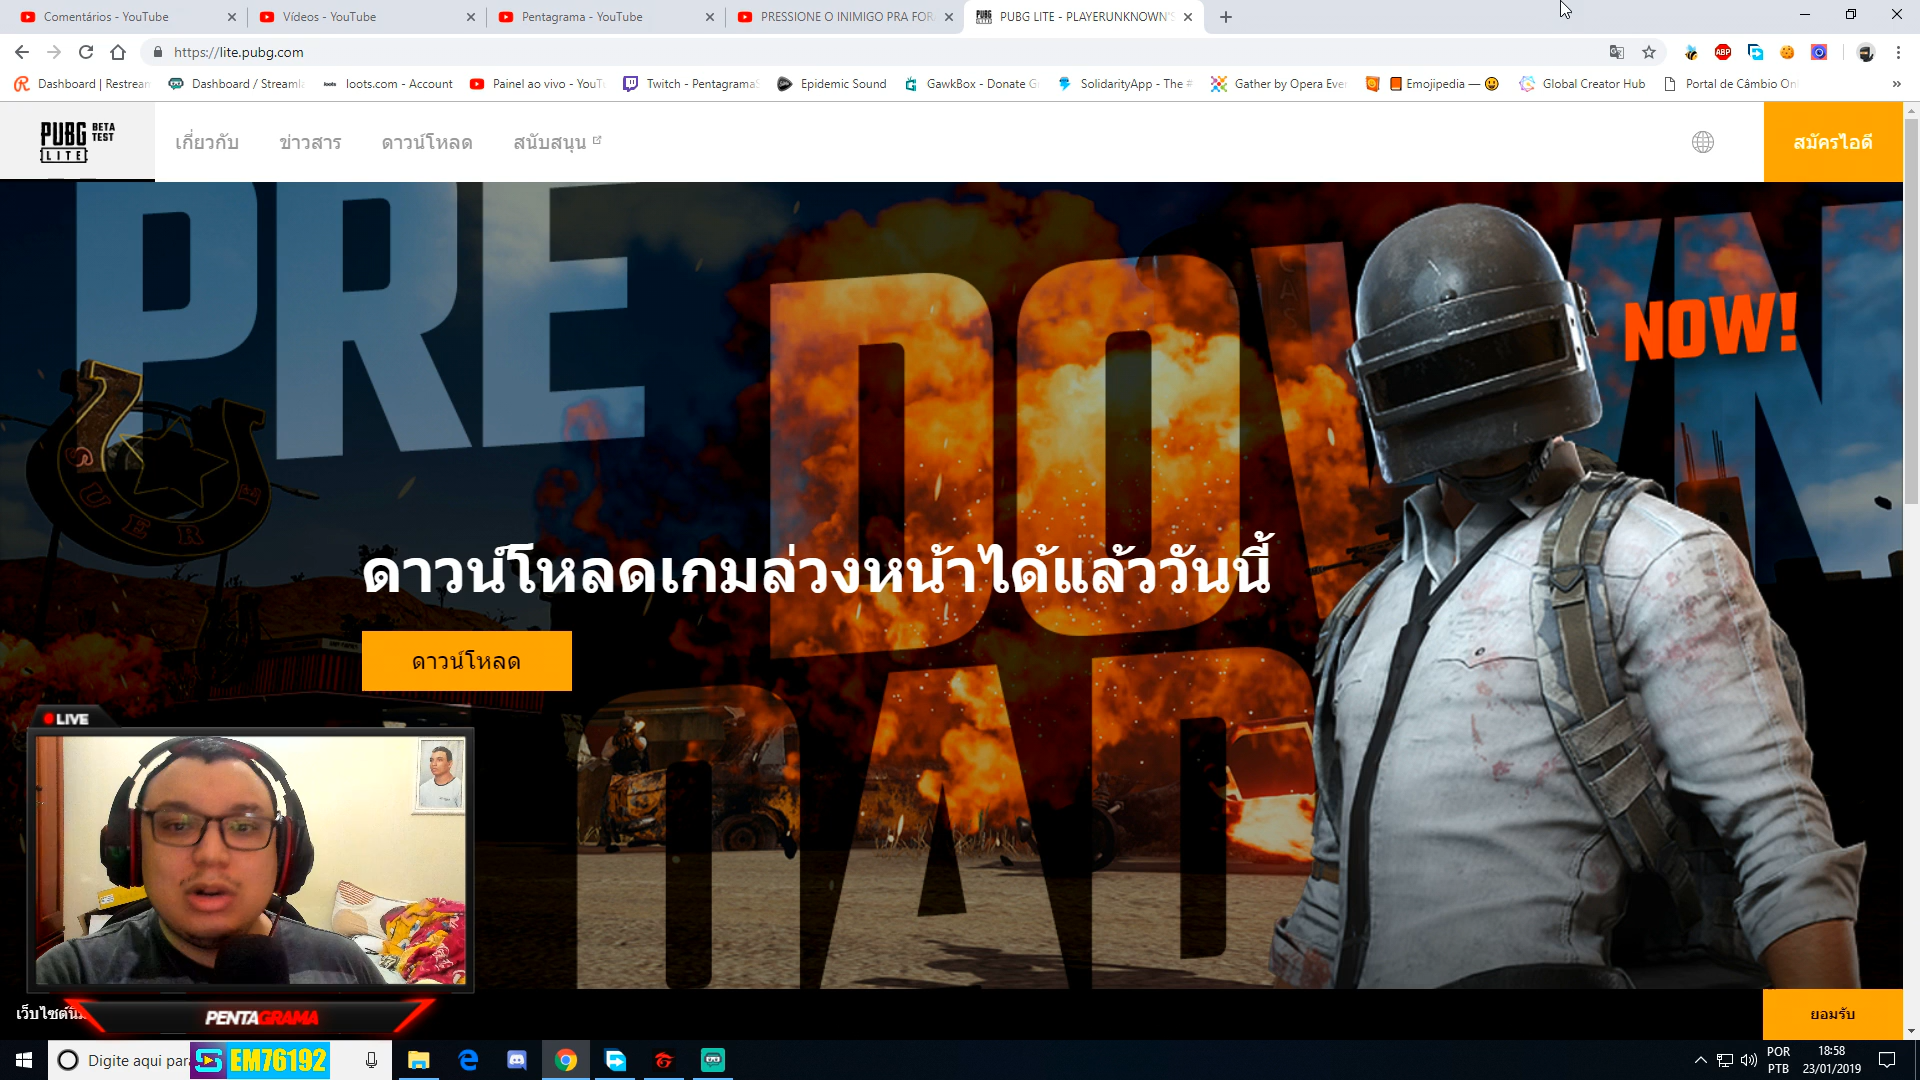 Comentários - YouTube
Vídeos - YouTube
Pentagrama - YouTube
PRESSIONE O INIMIGO PRA FOR
PUBG LITE - PLAYERUNKNOWN'S
https://lite.pubg.com
Dashboard | Restream
Dashboard / Streamla
loots.com - Account
Painel ao vivo - YouTu
Twitch - PentagramaS
Epidemic Sound
GawkBox - Donate G
SolidarityApp - The #
Gather by Opera Ever
Emojipedia —
Global Creator Hub
Portal de Câmbio Onl
PUBG LITE BETA TEST
เกี่ยวกับ
ข่าวสาร
ดาวน์โหลด
สนับสนุน
สมัครไอดี
PRE DOWN
NOW!
OAD
ดาวน์โหลดเกมล่วงหน้าได้แล้ววันนี้
ดาวน์โหลด
LIVE
PENTAGRAMA
ยอมรับ
Digite aqui para
EM76192
POR
PTB
18:58
23/01/2019